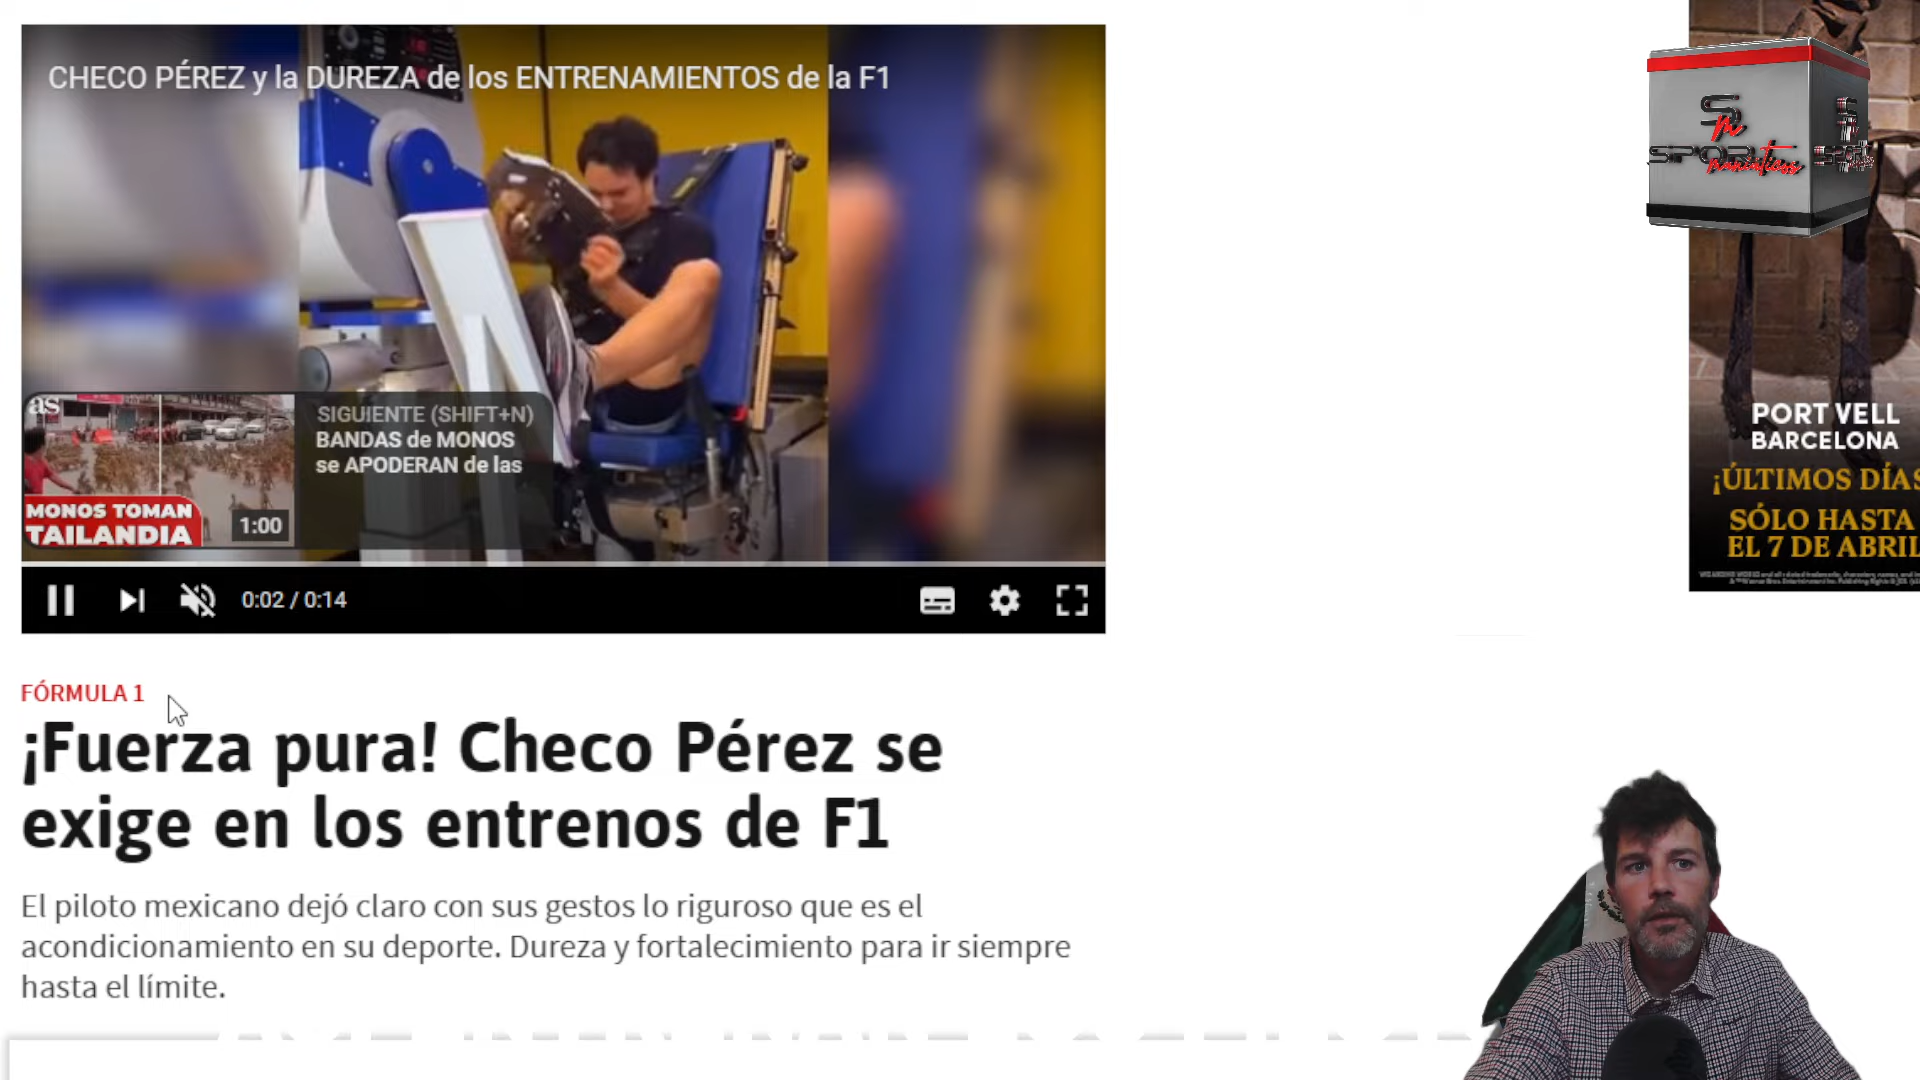 CHECO PÉREZ y la DUREZA de los ENTRENAMIENTOS de la F1
as
SIGUIENTE (SHIFT+N)
BANDAS de MONOS
se APODERAN de las
MONOS TOMAN
TAILANDIA
1:00
0:02 / 0:14
FÓRMULA 1
¡Fuerza pura! Checo Pérez se
exige en los entrenos de F1
El piloto mexicano dejó claro con sus gestos lo riguroso que es el
acondicionamiento en su deporte. Dureza y fortalecimiento para ir siempre
hasta el límite.
Sm
SPORT
maniáticos
PORT VELL
BARCELONA
¡ÚLTIMOS DÍAS
SÓLO HASTA
EL 7 DE ABRIL